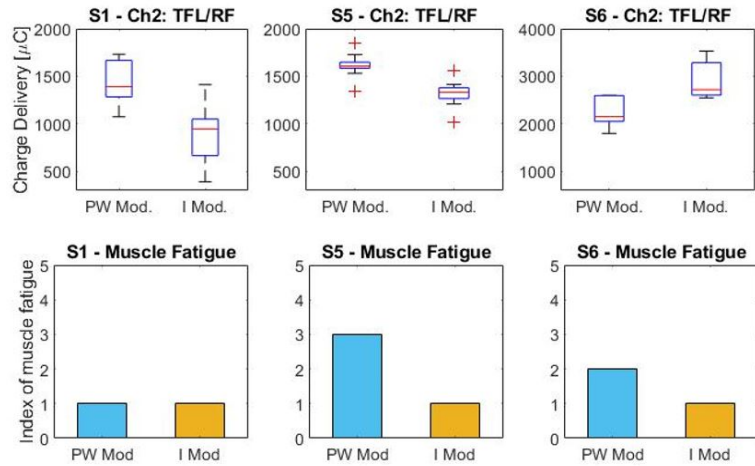 S1 - Ch2: TFL/RF
S5 - Ch2: TFL/RF
S6 - Ch2: TFL/RF
Charge Delivery [μC]
2000
1500
1000
500
PW Mod.
I Mod.
2000
1500
1000
500
PW Mod.
I Mod.
4000
3000
2000
1000
PW Mod.
I Mod.
S1 - Muscle Fatigue
S5 - Muscle Fatigue
S6 - Muscle Fatigue
Index of muscle fatigue
5
4
3
2
1
0
PW Mod
I Mod
5
4
3
2
1
0
PW Mod
I Mod
5
4
3
2
1
0
PW Mod
I Mod